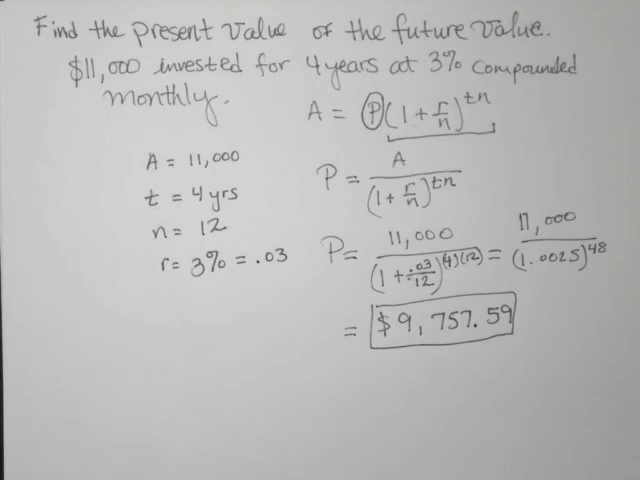 Find the present value of the future value.
$11,000 invested for 4 years at 3% compounded
monthly.
A = P(1 + r/n)^tn
A = 11,000
t = 4 yrs
n = 12
r = 3% = .03
P = A/(1 + r/n)^tn
P = 11,000/(1 + .03/12)^(4)(12) = 11,000/(1.0025)^48
= $9,757.59